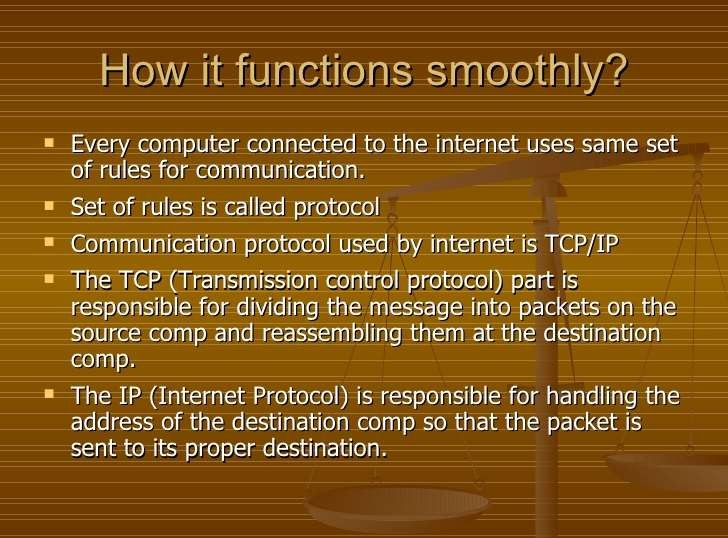 How it functions smoothly?
Every computer connected to the internet uses same set
of rules for communication.
Set of rules is called protocol
Communication protocol used by internet is TCP/IP
The TCP (Transmission control protocol) part is
responsible for dividing the message into packets on the
source comp and reassembling them at the destination
comp.
The IP (Internet Protocol) is responsible for handling the
address of the destination comp so that the packet is
sent to its proper destination.